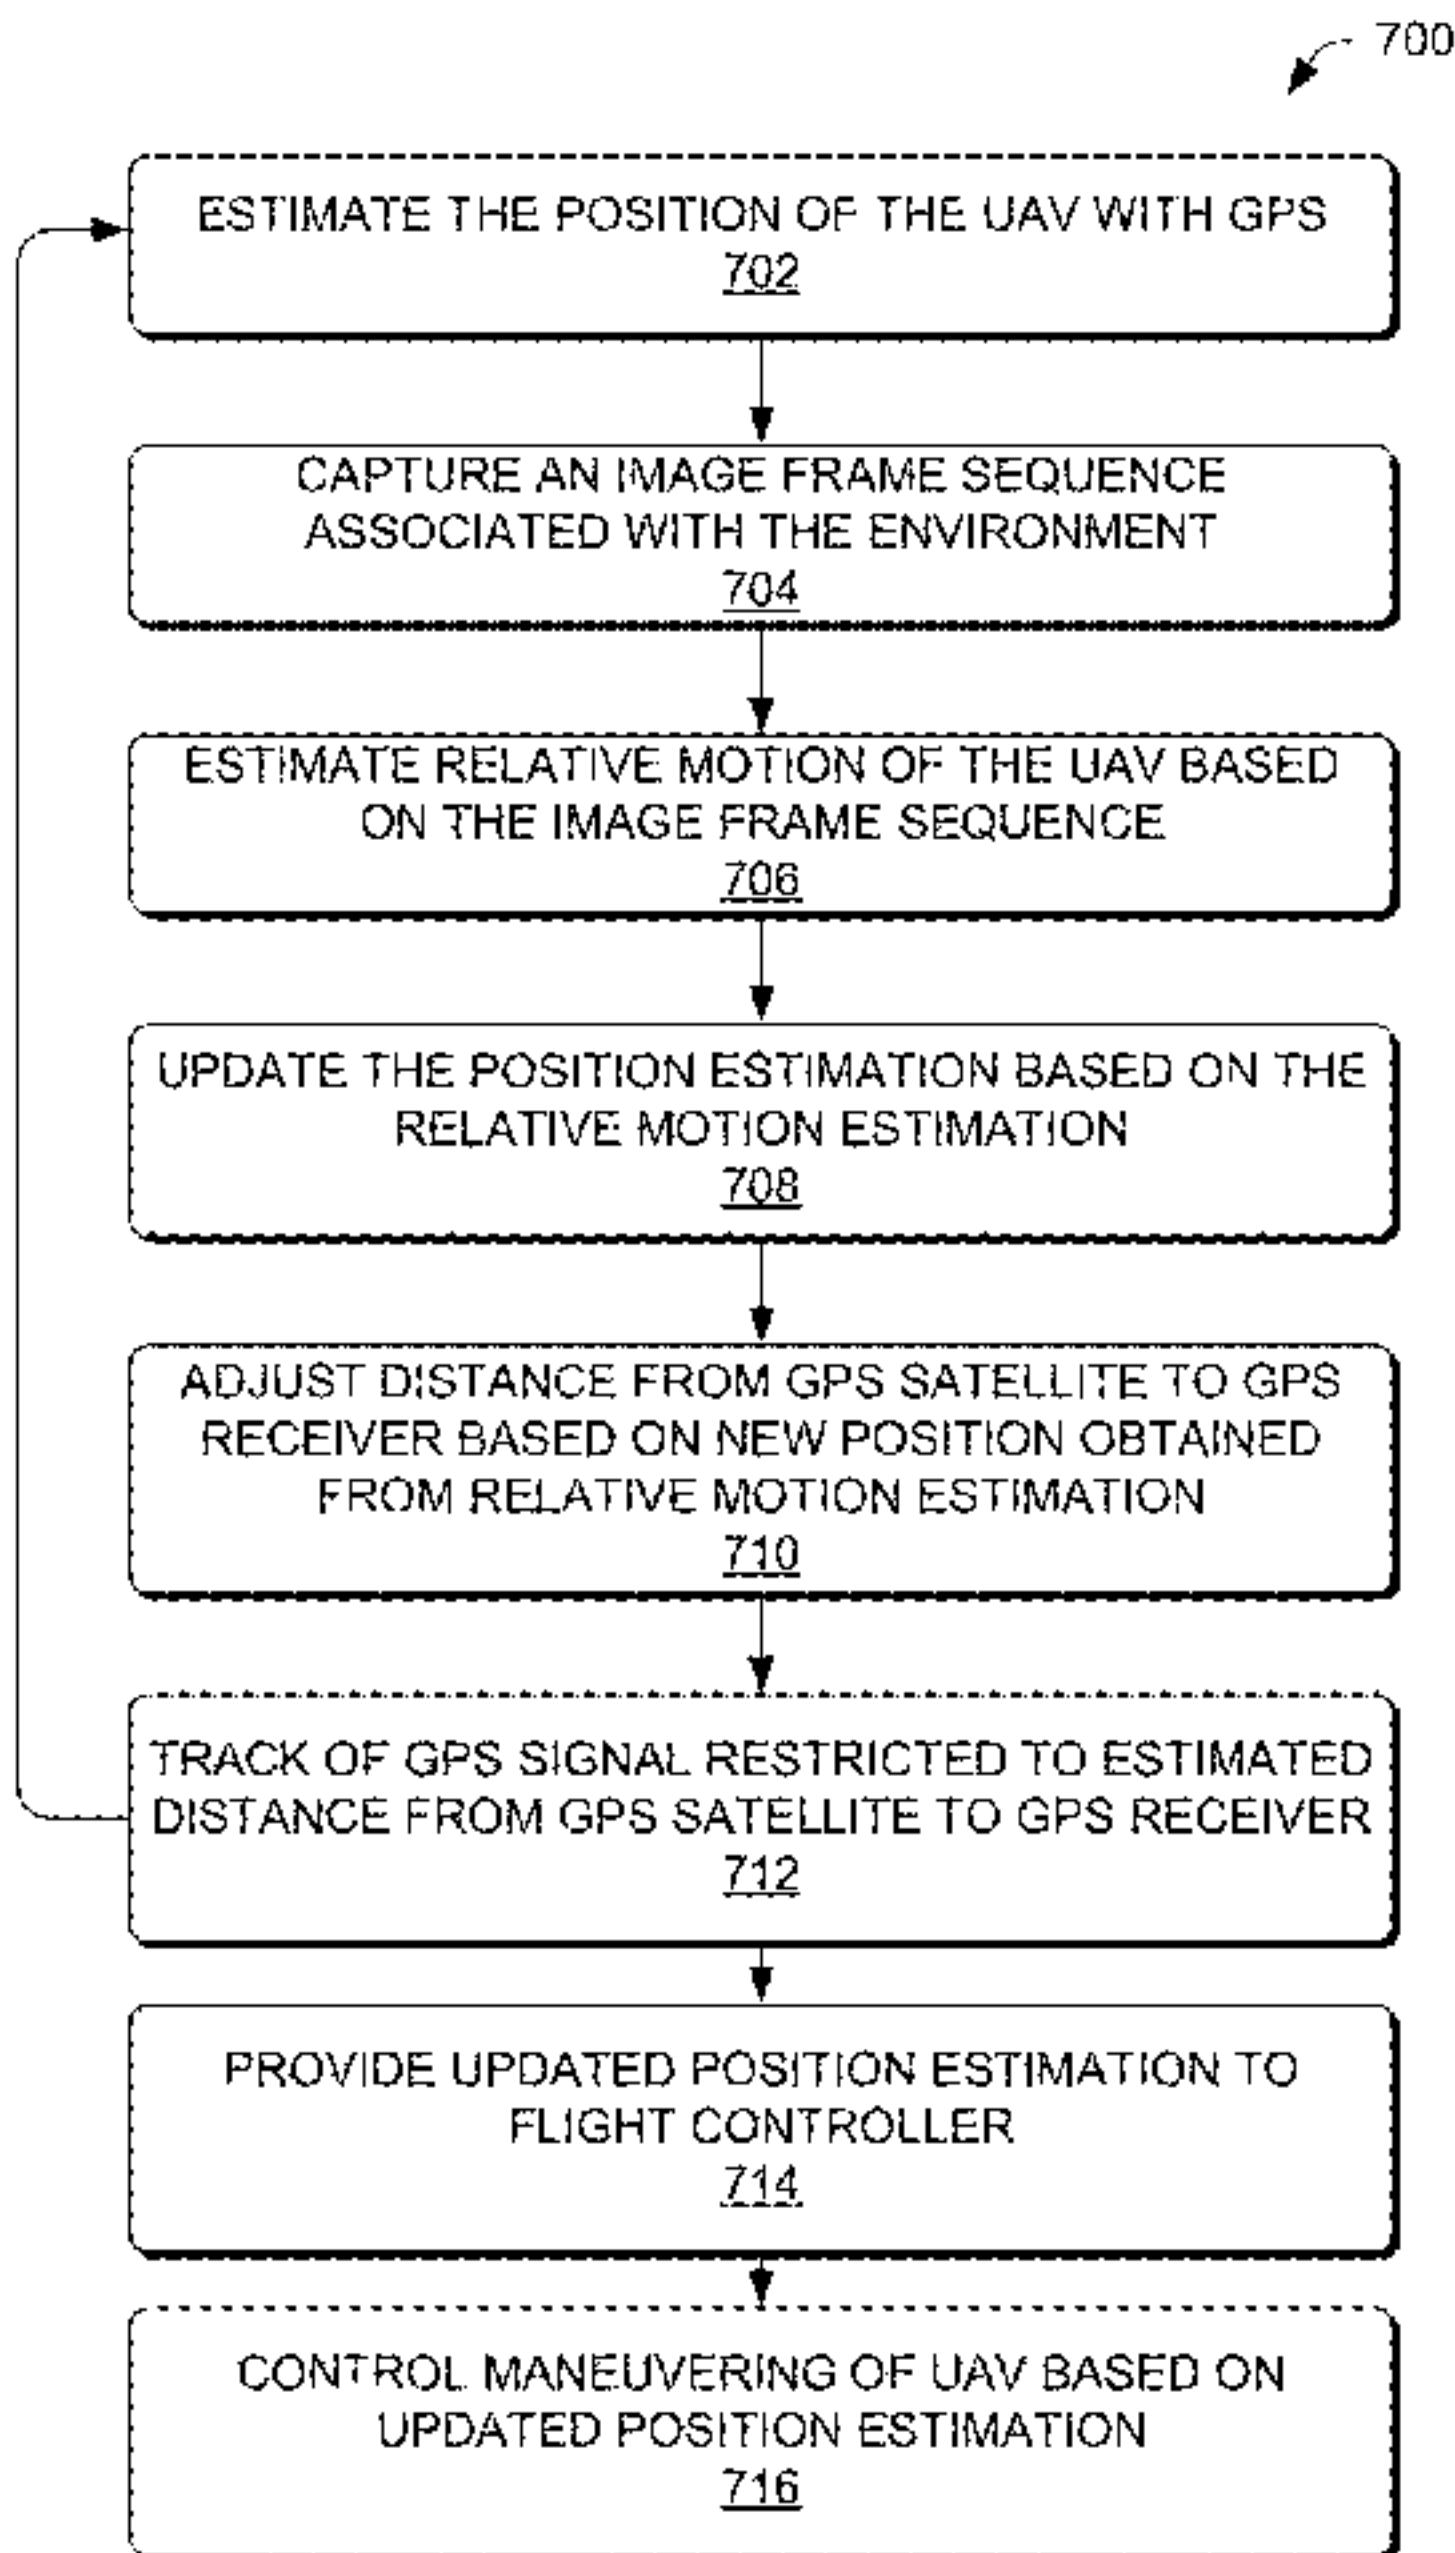 700
ESTIMATE THE POSITION OF THE UAV WITH GPS
702
CAPTURE AN IMAGE FRAME SEQUENCE
ASSOCIATED WITH THE ENVIRONMENT
704
ESTIMATE RELATIVE MOTION OF THE UAV BASED
ON THE IMAGE FRAME SEQUENCE
706
UPDATE THE POSITION ESTIMATION BASED ON THE
RELATIVE MOTION ESTIMATION
708
ADJUST DISTANCE FROM GPS SATELLITE TO GPS
RECEIVER BASED ON NEW POSITION OBTAINED
FROM RELATIVE MOTION ESTIMATION
710
TRACK OF GPS SIGNAL RESTRICTED TO ESTIMATED
DISTANCE FROM GPS SATELLITE TO GPS RECEIVER
712
PROVIDE UPDATED POSITION ESTIMATION TO
FLIGHT CONTROLLER
714
CONTROL MANEUVERING OF UAV BASED ON
UPDATED POSITION ESTIMATION
716